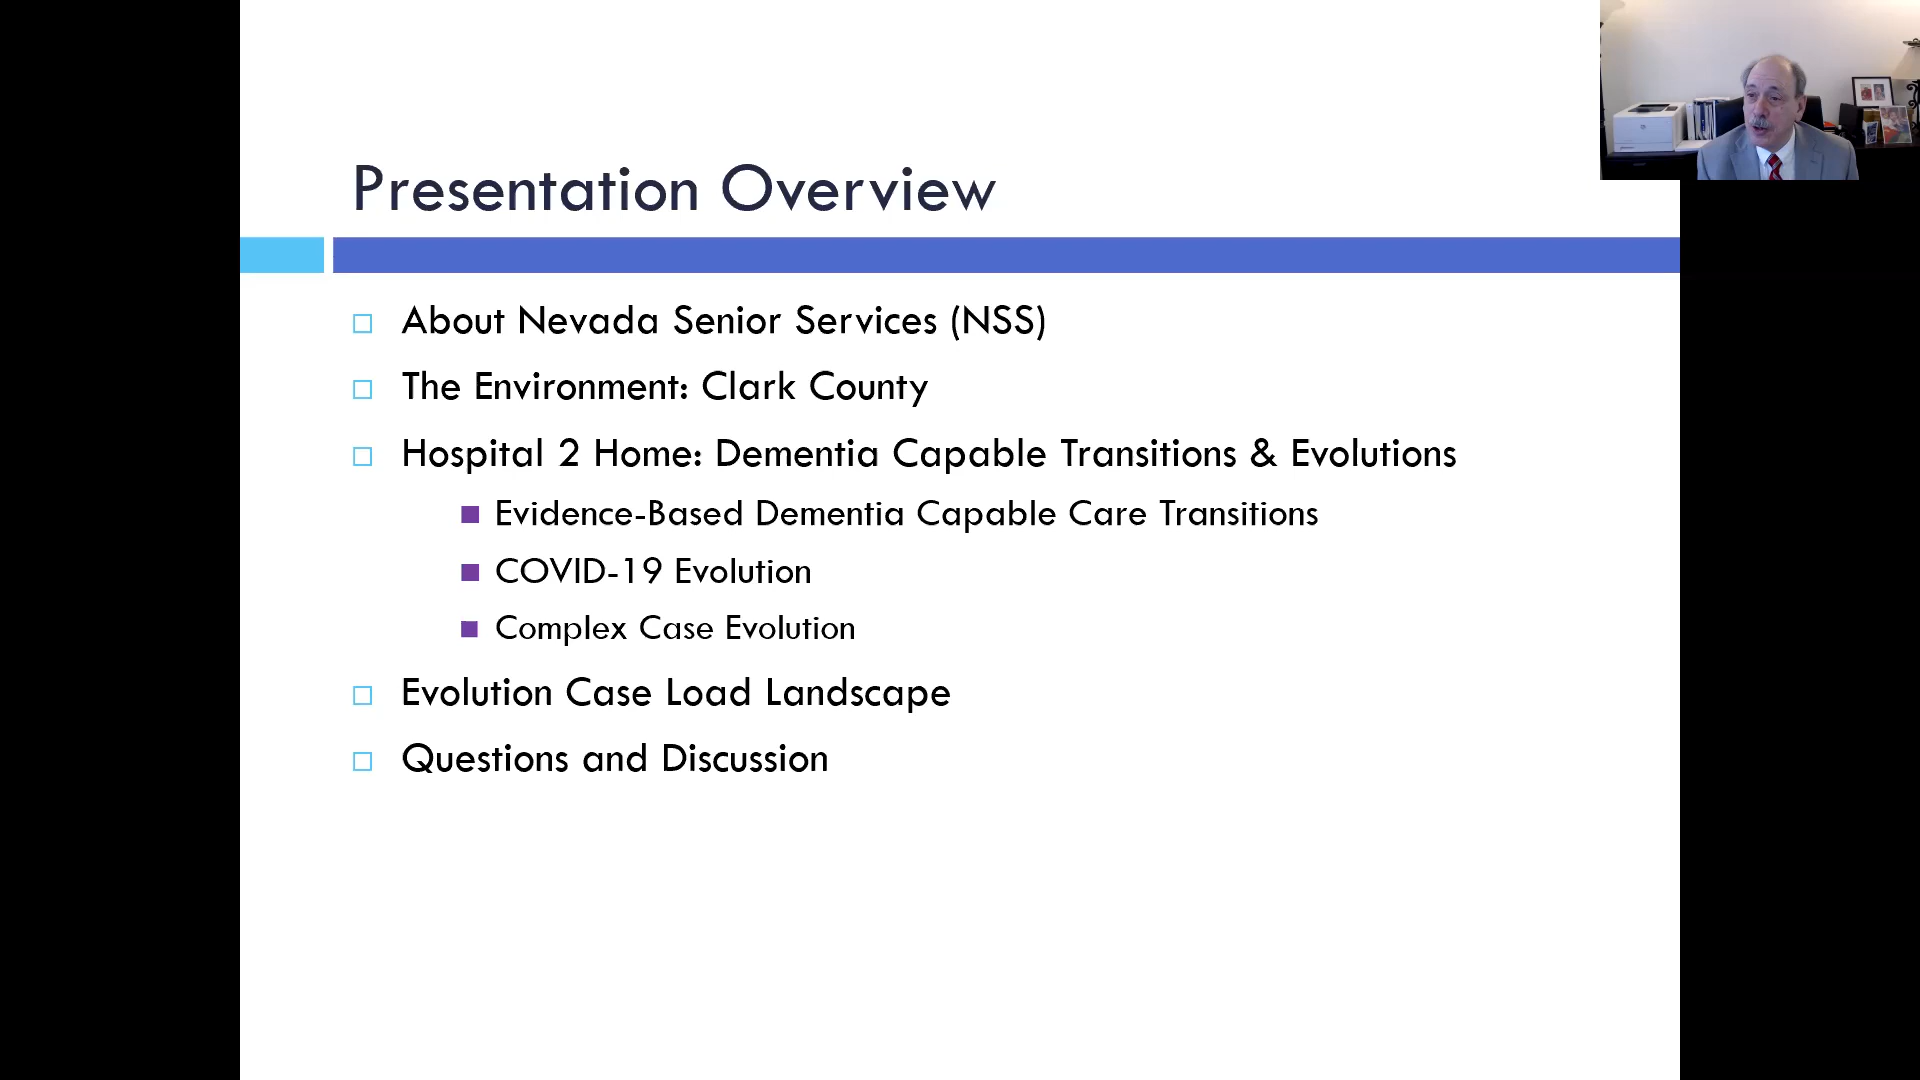 Presentation Overview
About Nevada Senior Services (NSS)
The Environment: Clark County
Hospital 2 Home: Dementia Capable Transitions & Evolutions
Evidence-Based Dementia Capable Care Transitions
COVID-19 Evolution
Complex Case Evolution
Evolution Case Load Landscape
Questions and Discussion